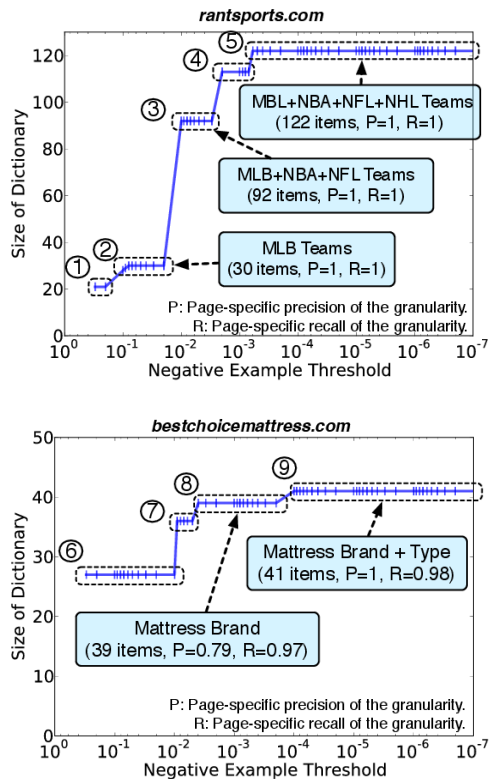 rantsports.com
Size of Dictionary
120
100
80
60
40
20
0
①
②
③
④
⑤
MBL+NBA+NFL+NHL Teams
(122 items, P=1, R=1)
MLB+NBA+NFL Teams
(92 items, P=1, R=1)
MLB Teams
(30 items, P=1, R=1)
P: Page-specific precision of the granularity.
R: Page-specific recall of the granularity.
10^0 10^-1 10^-2 10^-3 10^-4 10^-5 10^-6 10^-7
Negative Example Threshold
bestchoicemattress.com
Size of Dictionary
50
40
30
20
10
0
⑥
⑦
⑧
⑨
Mattress Brand + Type
(41 items, P=1, R=0.98)
Mattress Brand
(39 items, P=0.79, R=0.97)
P: Page-specific precision of the granularity.
R: Page-specific recall of the granularity.
10^0 10^-1 10^-2 10^-3 10^-4 10^-5 10^-6 10^-7
Negative Example Threshold